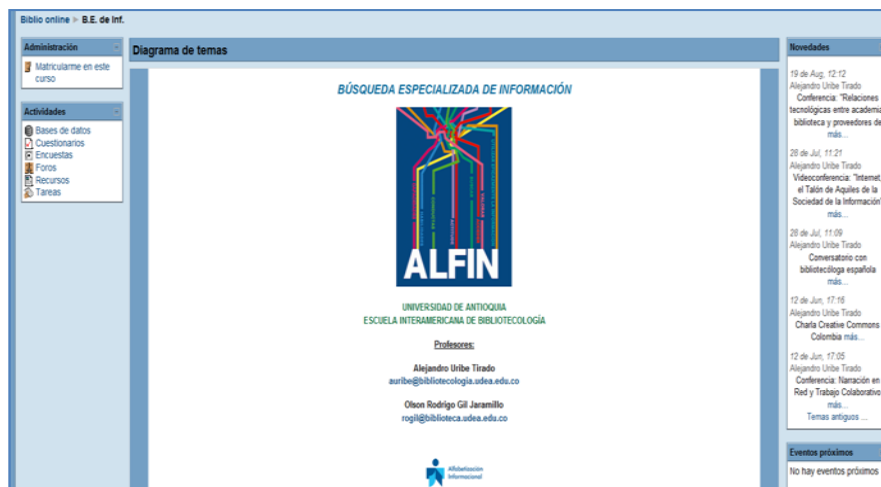 Biblio online ► B.E. de Inf.
Administración
Matricularme en este
curso
Actividades
Bases de datos
Cuestionarios
Encuestas
Foros
Recursos
Tareas
Diagrama de temas
BÚSQUEDA ESPECIALIZADA DE INFORMACIÓN
ALFIN
UNIVERSIDAD DE ANTIOQUIA
ESCUELA INTERAMERICANA DE BIBLIOTECOLOGÍA
Profesores:
Alejandro Uribe Tirado
auribe@bibliotecologia.udea.edu.co
Olson Rodrigo Gil Jaramillo
rogil@biblioteca.udea.edu.co
Alfabetización
Informacional
Novedades
19 de Aug, 12:12
Alejandro Uribe Tirado
Conferencia: "Relaciones
tecnológicas entre academia,
biblioteca y proveedores de
más...
28 de Jul, 11:21
Alejandro Uribe Tirado
Videoconferencia: "Internet,
el Talón de Aquiles de la
Sociedad de la Información"
más...
28 de Jul, 11:09
Alejandro Uribe Tirado
Conversatorio con
bibliotecóloga española
más...
12 de Jun, 17:16
Alejandro Uribe Tirado
Charla Creative Commons
Colombia más...
12 de Jun, 17:05
Alejandro Uribe Tirado
Conferencia: Narración en
Red y Trabajo Colaborativo
más...
Temas antiguos ...
Eventos próximos
No hay eventos próximos